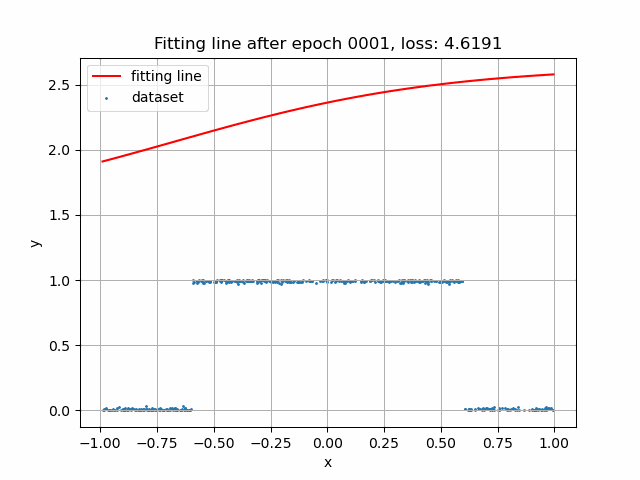 Fitting line after epoch 0001, loss: 4.6191
fitting line
dataset
2.5
2.0
1.5
1.0
0.5
0.0
y
−1.00 −0.75 −0.50 −0.25 0.00 0.25 0.50 0.75 1.00
x